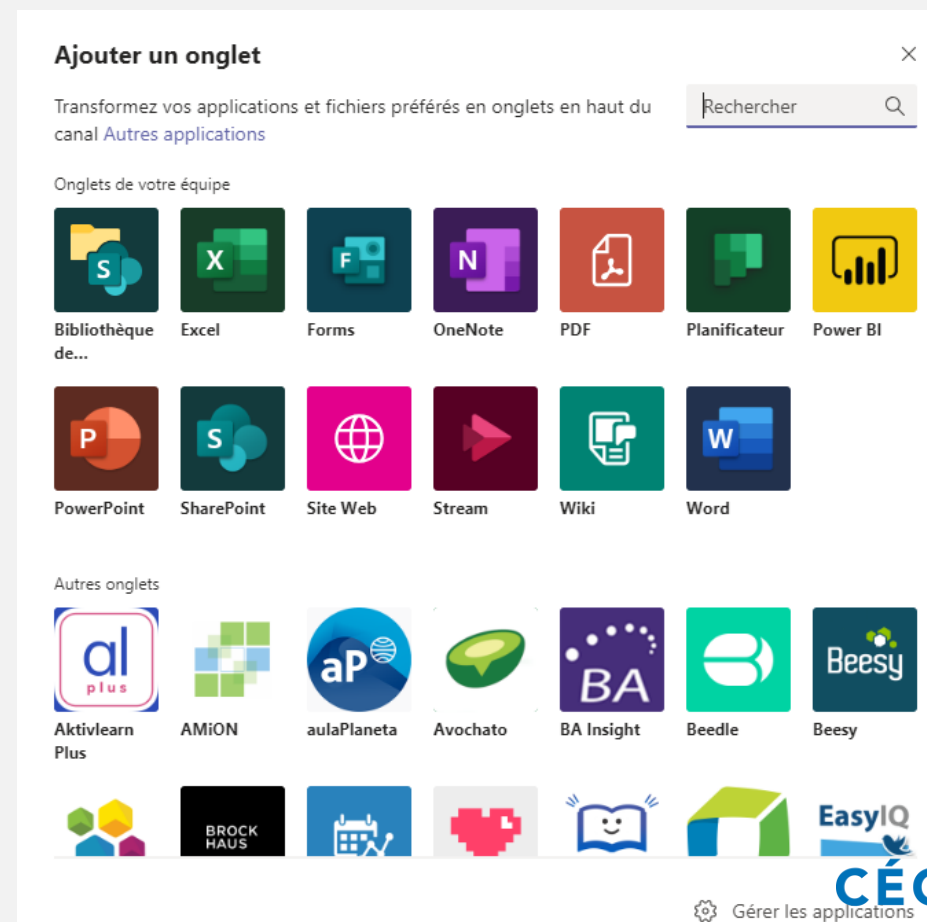 Ajouter un onglet
Transformez vos applications et fichiers préférés en onglets en haut du
canal Autres applications
Rechercher
Onglets de votre équipe
S
X
F
N
Bibliothèque
de...
Excel
Forms
OneNote
PDF
Planificateur
Power BI
P
S
W
PowerPoint
SharePoint
Site Web
Stream
Wiki
Word
Autres onglets
al
plus
aP
BA
Beesy
Aktivlearn
Plus
AMiON
aulaPlaneta
Avochato
BA Insight
Beedle
Beesy
BROCK
HAUS
EasyIQ
Gérer les applications